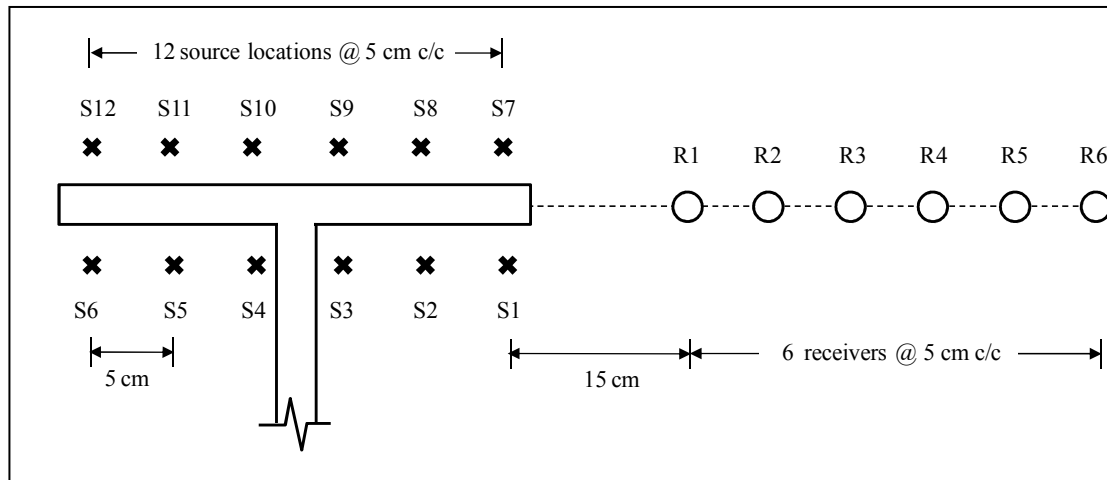 12 source locations @ 5 cm c/c
S12 S11 S10 S9 S8 S7
R1 R2 R3 R4 R5 R6
S6 S5 S4 S3 S2 S1
5 cm
15 cm
6 receivers @ 5 cm c/c